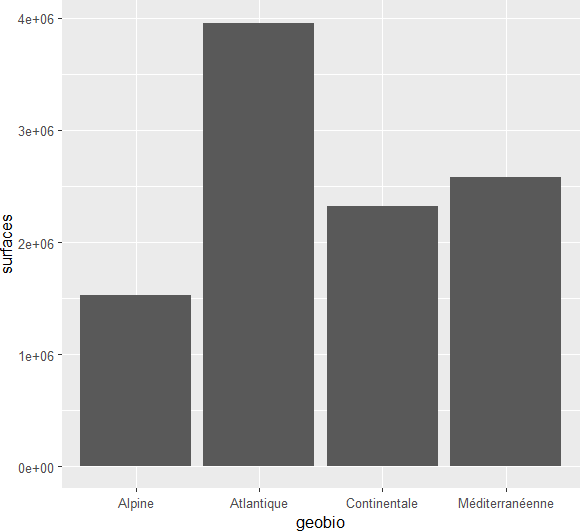 4e+06
3e+06
2e+06
1e+06
0e+00
surfaces
Alpine Atlantique Continentale Méditerranéenne
geobio